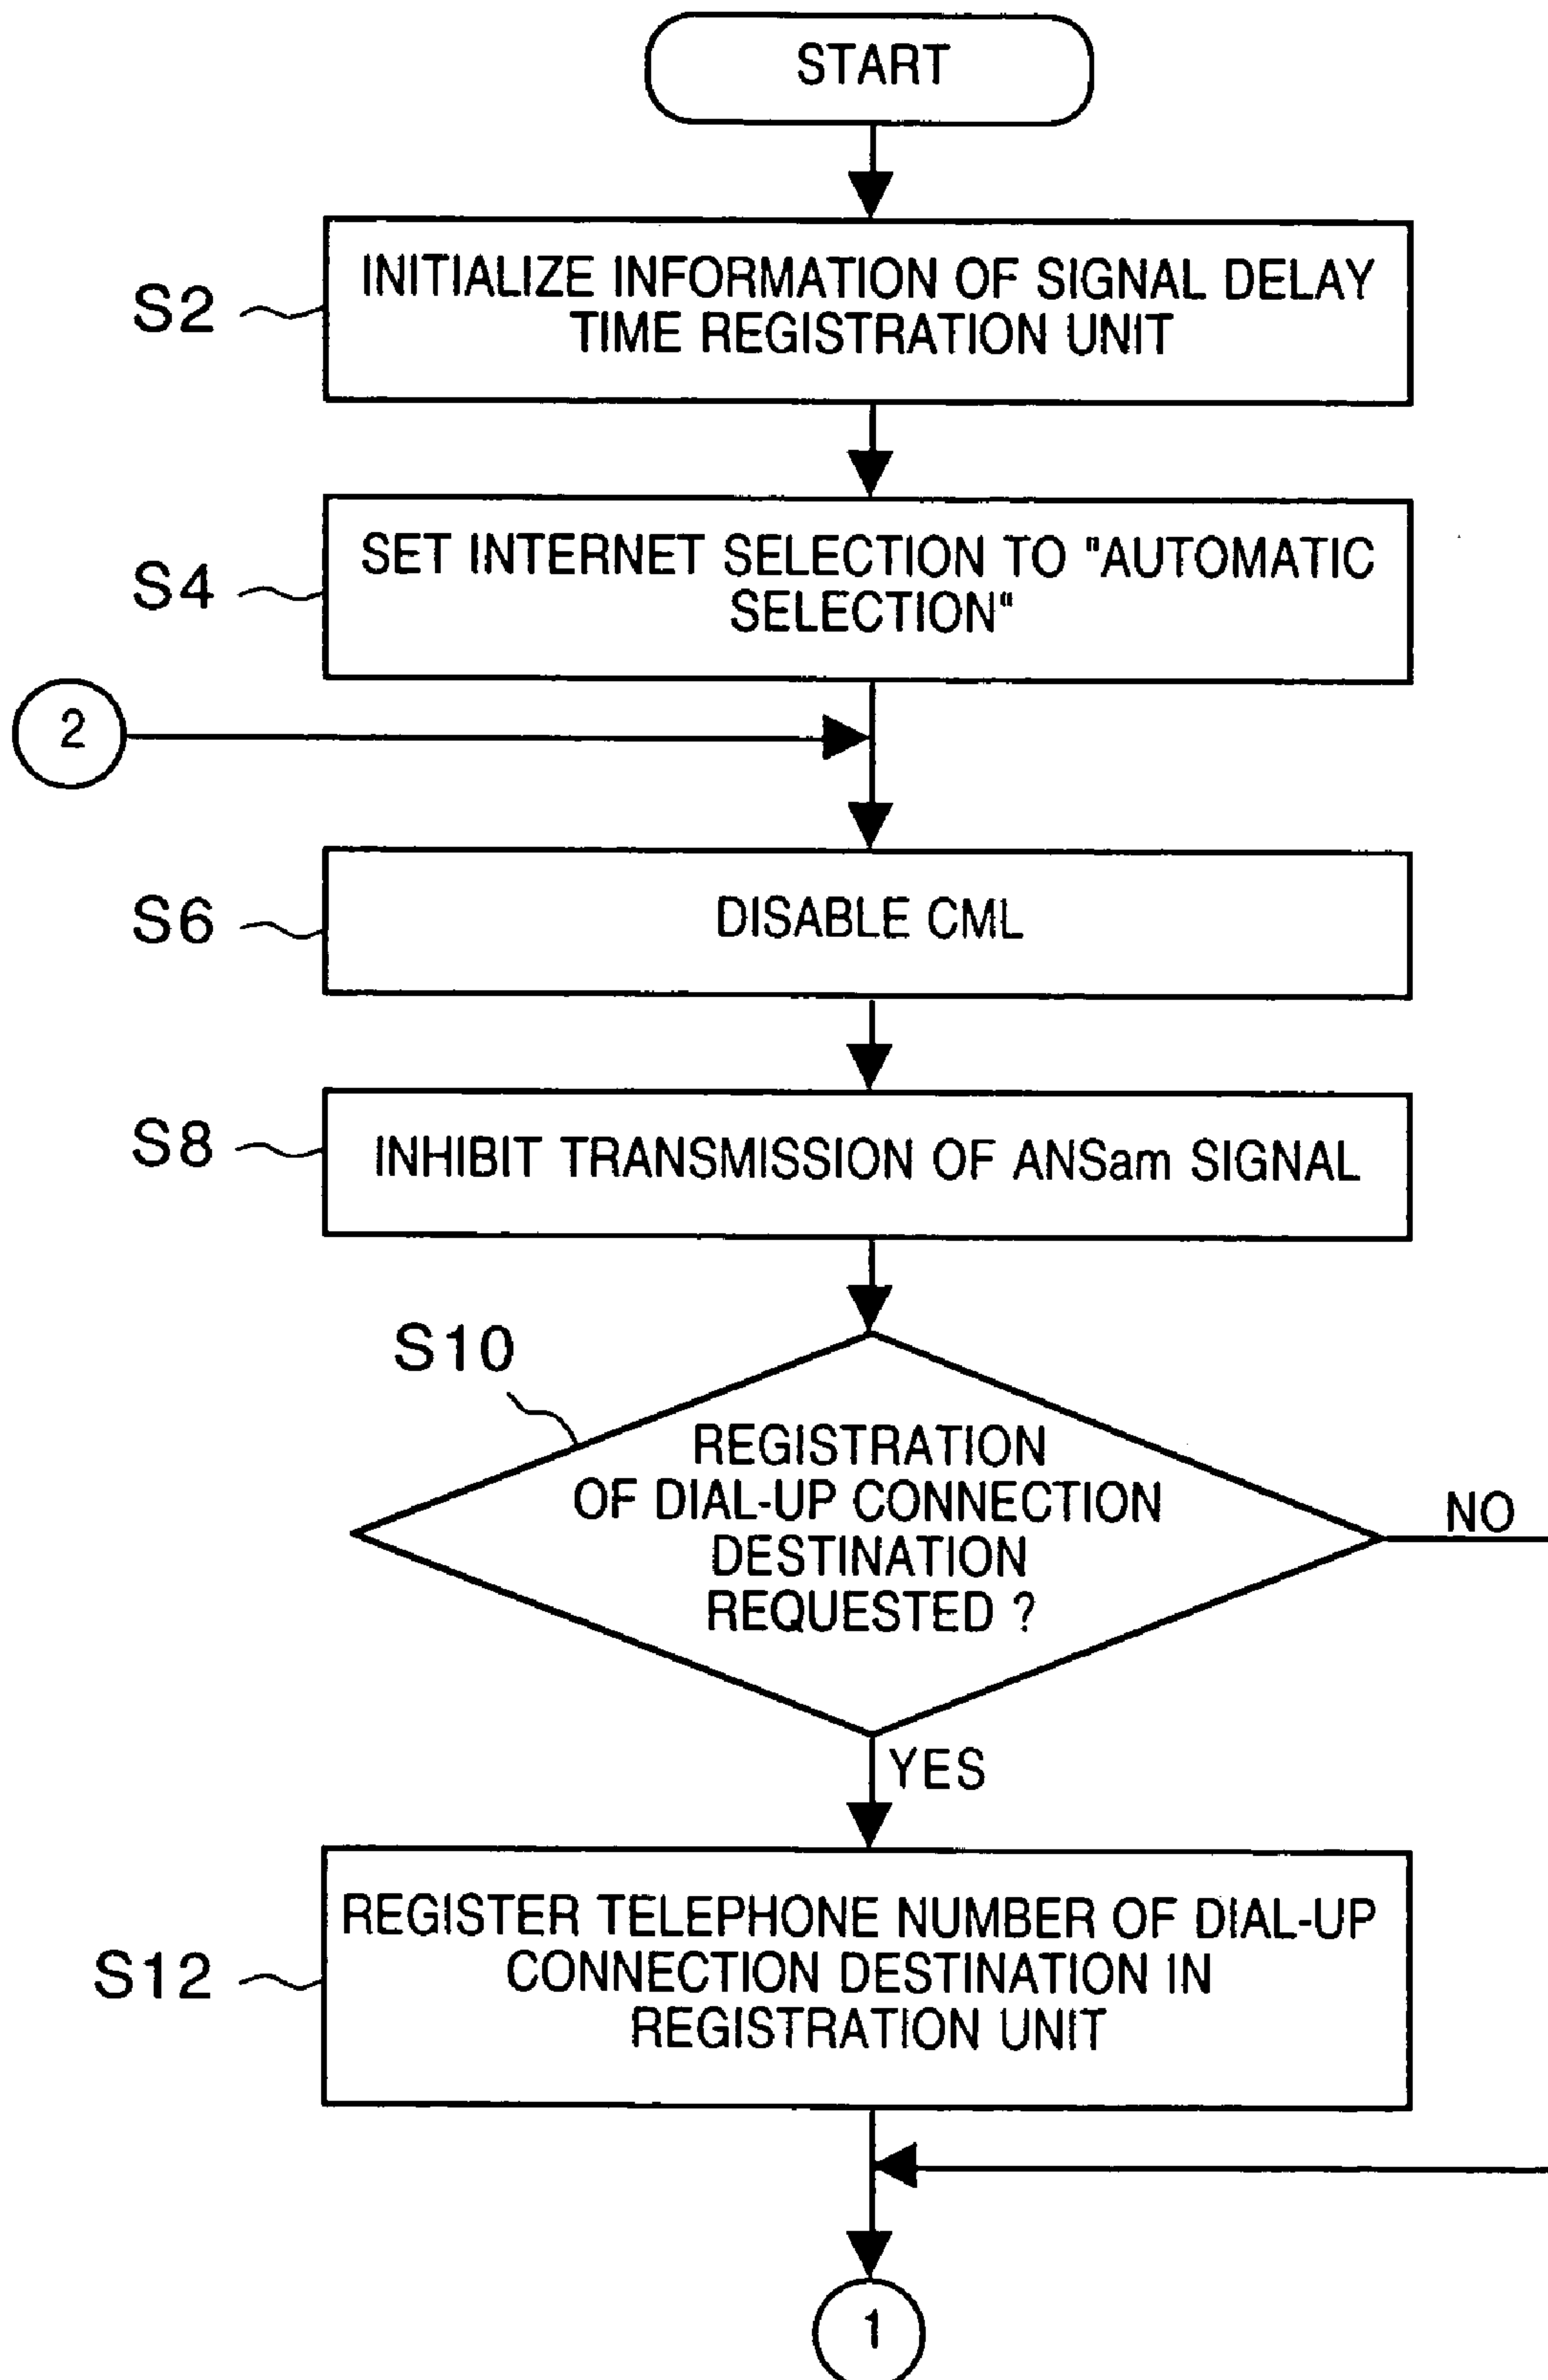 START
S2
INITIALIZE INFORMATION OF SIGNAL DELAY
TIME REGISTRATION UNIT
S4
SET INTERNET SELECTION TO "AUTOMATIC
SELECTION"
2
S6
DISABLE CML
S8
INHIBIT TRANSMISSION OF ANSam SIGNAL
S10
REGISTRATION
OF DIAL-UP CONNECTION
DESTINATION
REQUESTED ?
NO
YES
S12
REGISTER TELEPHONE NUMBER OF DIAL-UP
CONNECTION DESTINATION IN
REGISTRATION UNIT
1